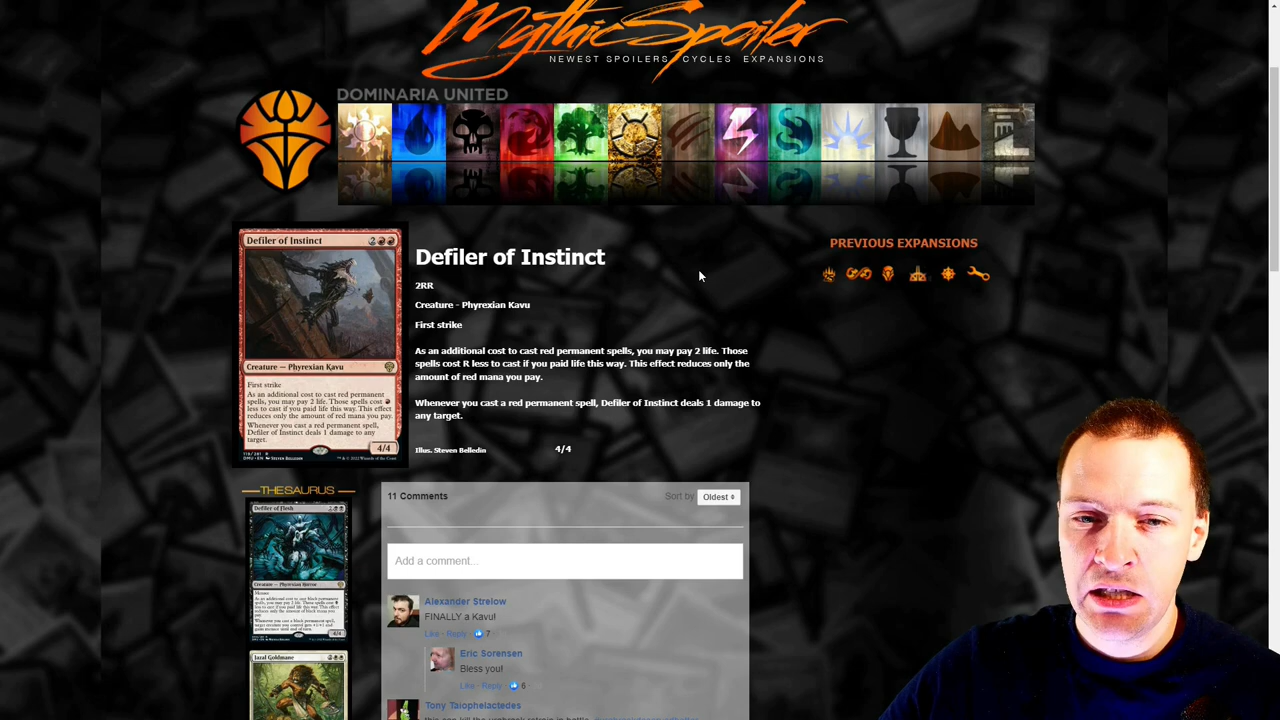 MythicSpoiler
NEWEST SPOILERS CYCLES EXPANSIONS
DOMINARIA UNITED
Defiler of Instinct
Creature — Phyrexian Kavu
First strike
As an additional cost to cast red permanent
spells, you may pay 2 life. Those spells cost
less to cast if you paid life this way. This effect
reduces only the amount of red mana you pay.
Whenever you cast a red permanent spell,
Defiler of Instinct deals 1 damage to any
target.
4/4
Defiler of Instinct
2RR
Creature - Phyrexian Kavu
First strike
As an additional cost to cast red permanent spells, you may pay 2 life. Those
spells cost R less to cast if you paid life this way. This effect reduces only the
amount of red mana you pay.
Whenever you cast a red permanent spell, Defiler of Instinct deals 1 damage to
any target.
Illus. Steven Belledin 4/4
PREVIOUS EXPANSIONS
THESAURUS
Defiler of Flesh
Creature — Phyrexian Horror
4/4
Jazal Goldmane
11 Comments
Sort by Oldest
Add a comment...
Alexander Strelow
FINALLY a Kavu!
Like · Reply · 7
Eric Sorensen
Bless you!
Like · Reply · 6
Tony Taiophelactedes